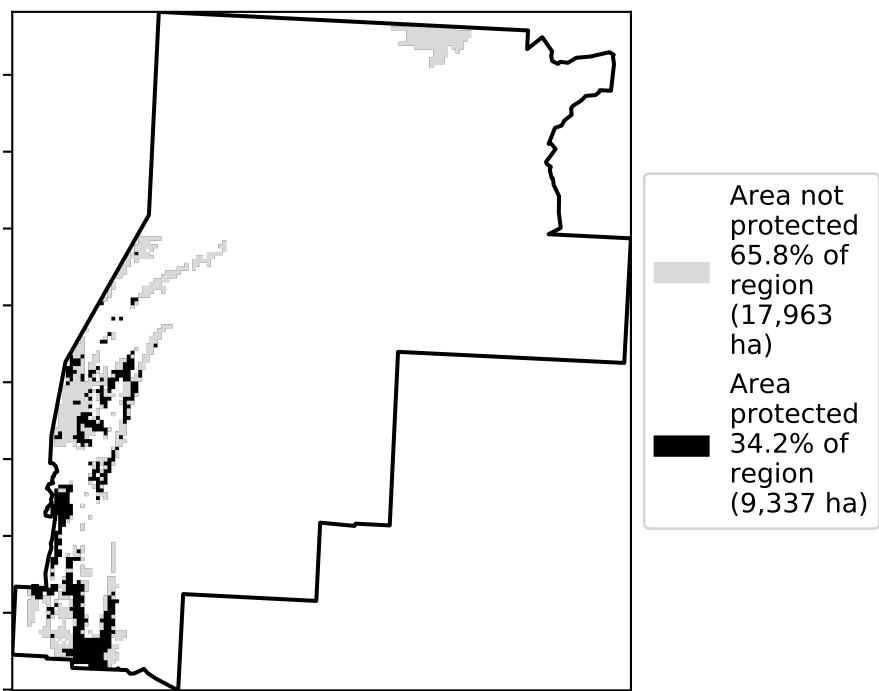 Area not
protected
65.8% of
region
(17,963
ha)
Area
protected
34.2% of
region
(9,337 ha)